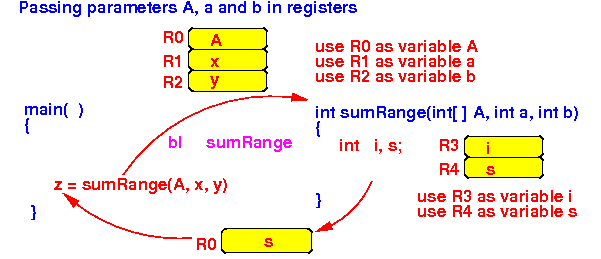 Passing parameters A, a and b in registers
R0 A
R1 x
R2 y
use R0 as variable A
use R1 as variable a
use R2 as variable b
main( )
{
bl sumRange
z = sumRange(A, x, y)
}
int sumRange(int[ ] A, int a, int b)
{
int i, s;
R3 i
R4 s
}
use R3 as variable i
use R4 as variable s
R0 s